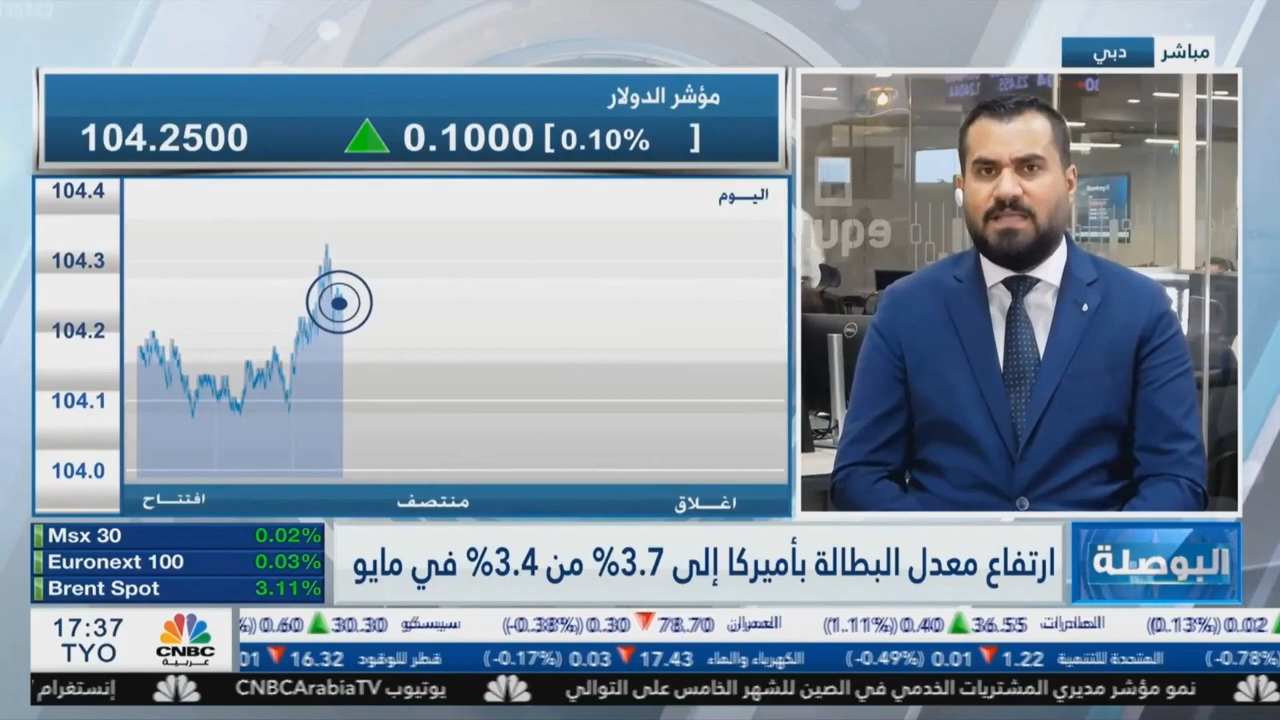 مباشر دبي
مؤشر الدولار
104.2500 ▲ 0.1000 [0.10% ]
اليوم
104.4
104.3
104.2
104.1
104.0
افتتاح منتصف اغلاق
البوصلة
ارتفاع معدل البطالة بأميركا إلى 3.7% من 3.4% في مايو
Msx 30 0.02%
Euronext 100 0.03%
Brent Spot 3.11%
17:37
TYO
CNBC
عربية
0.02 (0.13%) 36.55 ▲ 0.40 (1.11%) العمران 78.70 ▼ 0.30 (-0.38%) سيسكو 30.30 ▲ 0.60
(-0.78%) المتحدة للتنمية 1.22 ▼ 0.01 (-0.49%) الكهرباء والماء 17.43 ▼ 0.03 (-0.17%) قطر للوقود 16.32 ▼ 01
نمو مؤشر مديري المشتريات الخدمي في الصين للشهر الخامس على التوالي يوتيوب CNBCArabiaTV إنستغرام
DELL